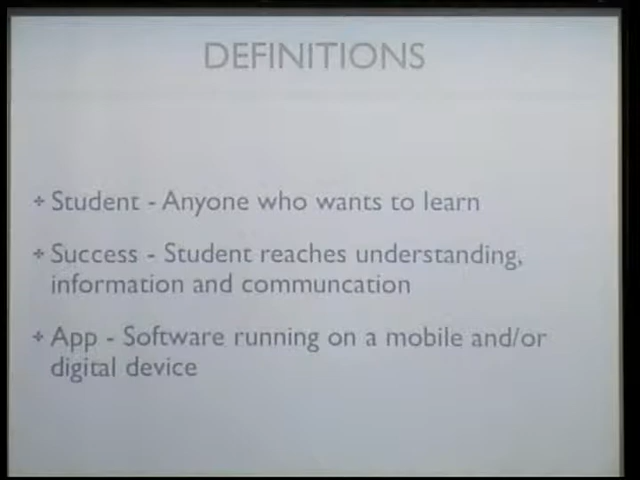 DEFINITIONS
❖ Student - Anyone who wants to learn
❖ Success - Student reaches understanding,
information and communcation
❖ App - Software running on a mobile and/or
digital device